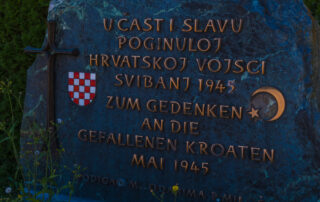 U ČAST I SLAVU
POGINULOJ
HRVATSKOJ VOJSCI
SVIBANJ 1945
ZUM GEDENKEN
AN DIE
GEFALLENEN KROATEN
MAI 1945